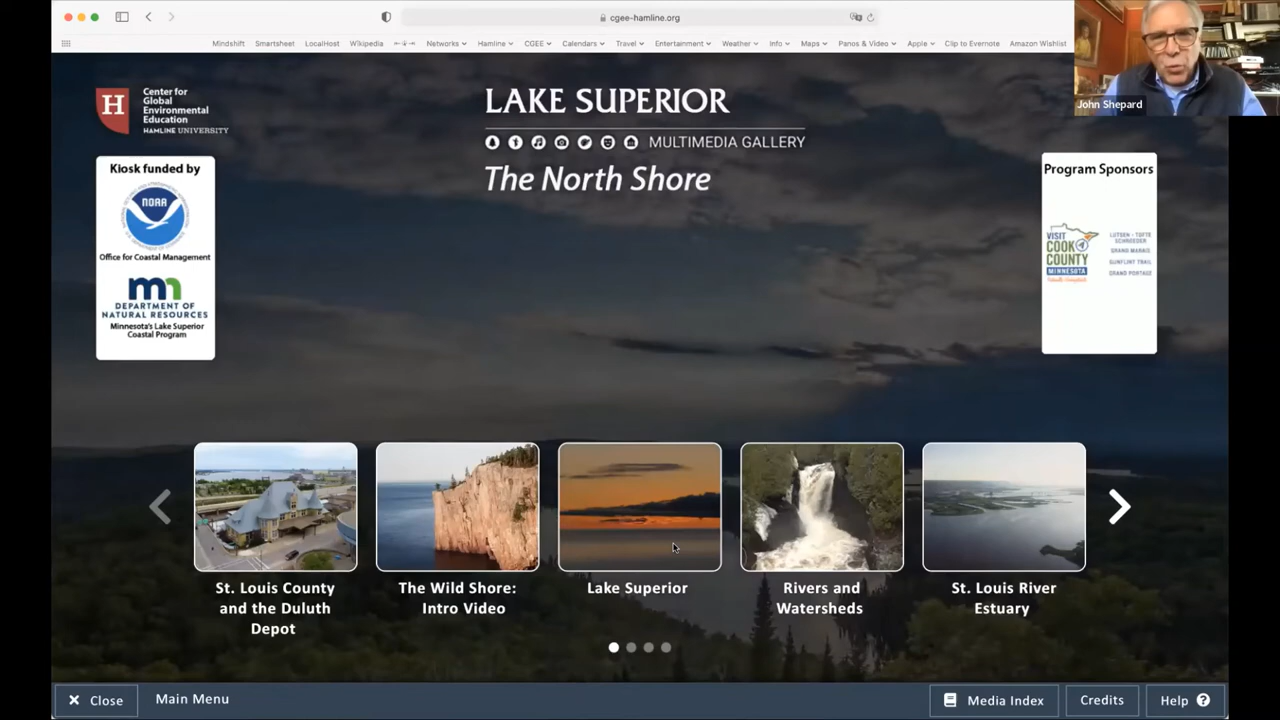 cgee-hamline.org
Mindshift Smartsheet LocalHost Wikipedia Networks Hamline CGEE Calendars Travel Entertainment Weather Info Maps Panos & Video Apple Clip to Evernote Amazon Wishlist
John Shepard
H
Center for
Global
Environmental
Education
HAMLINE UNIVERSITY
LAKE SUPERIOR
MULTIMEDIA GALLERY
The North Shore
Kiosk funded by
NOAA
Office for Coastal Management
DEPARTMENT OF
NATURAL RESOURCES
Minnesota's Lake Superior
Coastal Program
Program Sponsors
VISIT
COOK
COUNTY
MINNESOTA
LUTSEN - TOFTE
SCHROEDER
GRAND MARAIS
GUNFLINT TRAIL
GRAND PORTAGE
St. Louis County
and the Duluth
Depot
The Wild Shore:
Intro Video
Lake Superior
Rivers and
Watersheds
St. Louis River
Estuary
Close Main Menu Media Index Credits Help ?